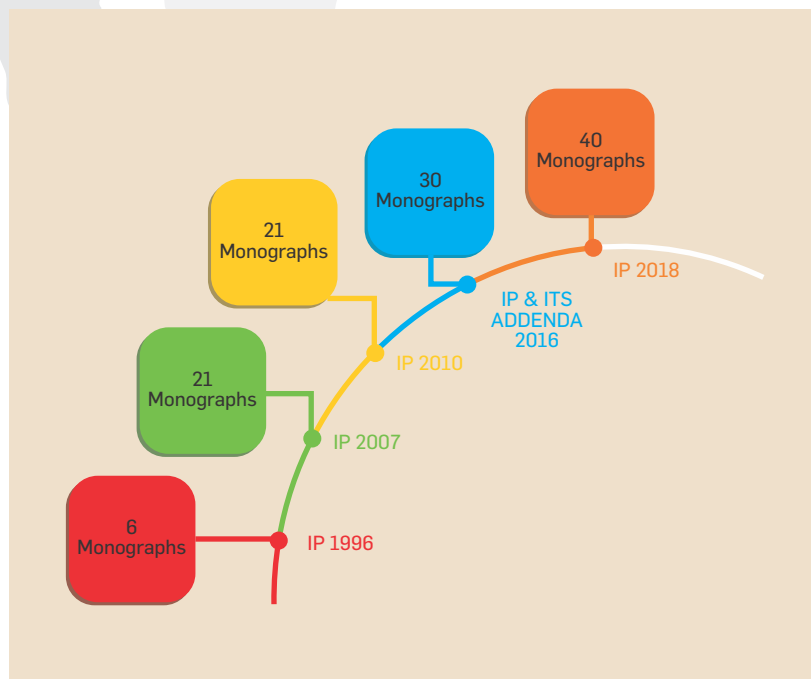 40
Monographs
30
Monographs
21
Monographs
IP 2018
IP & ITS
ADDENDA
2016
IP 2010
21
Monographs
IP 2007
6
Monographs
IP 1996